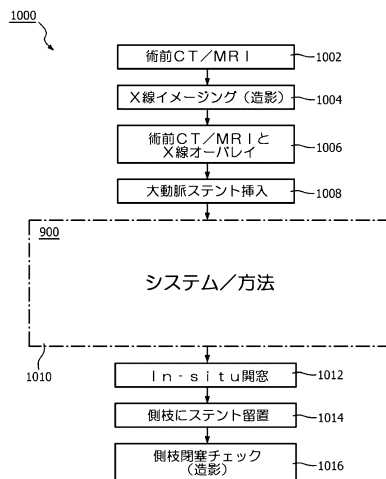 1000
術前CT/MRI
1002
X線イメージング(造影)
1004
術前CT/MRIと
X線オーバレイ
1006
大動脈ステント挿入
1008
900
システム/方法
1010
In-situ開窓
1012
側枝にステント留置
1014
側枝閉塞チェック
(造影)
1016